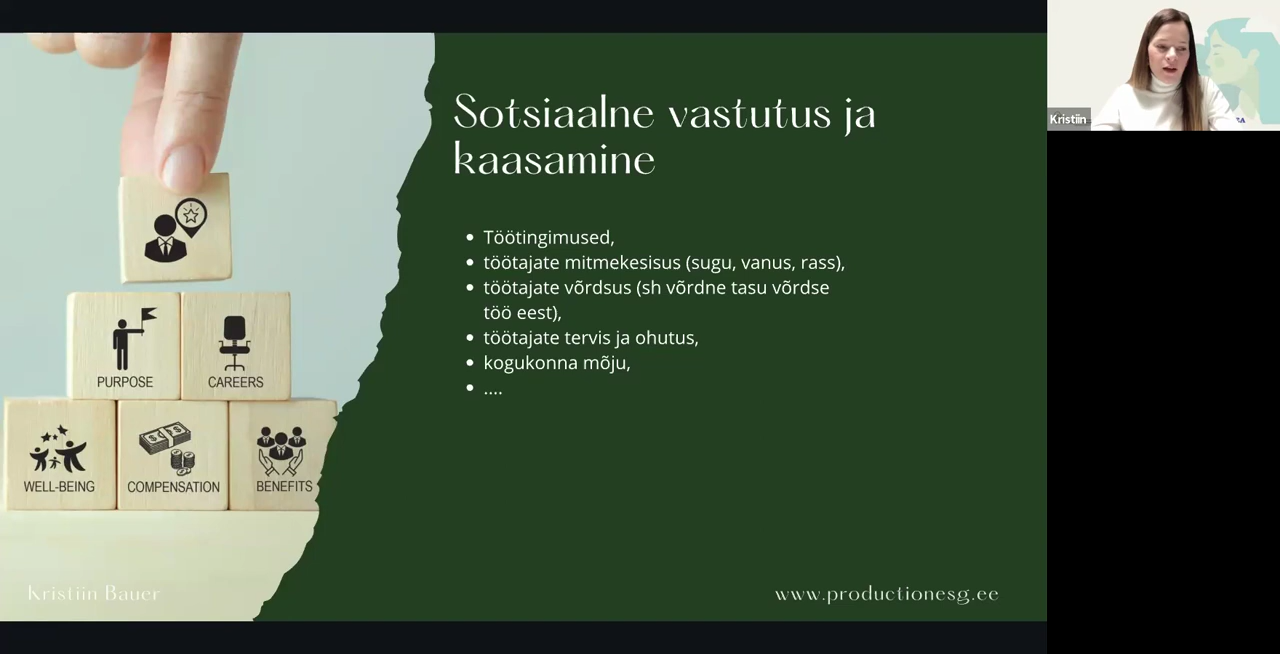 Sotsiaalne vastutus ja
kaasamine
Töötingimused,
töötajate mitmekesisus (sugu, vanus, rass),
töötajate võrdsus (sh võrdne tasu võrdse
töö eest),
töötajate tervis ja ohutus,
kogukonna mõju,
....
PURPOSE
CAREERS
WELL-BEING
COMPENSATION
BENEFITS
Kristiin Bauer
www.productionesg.ee
Kristiin